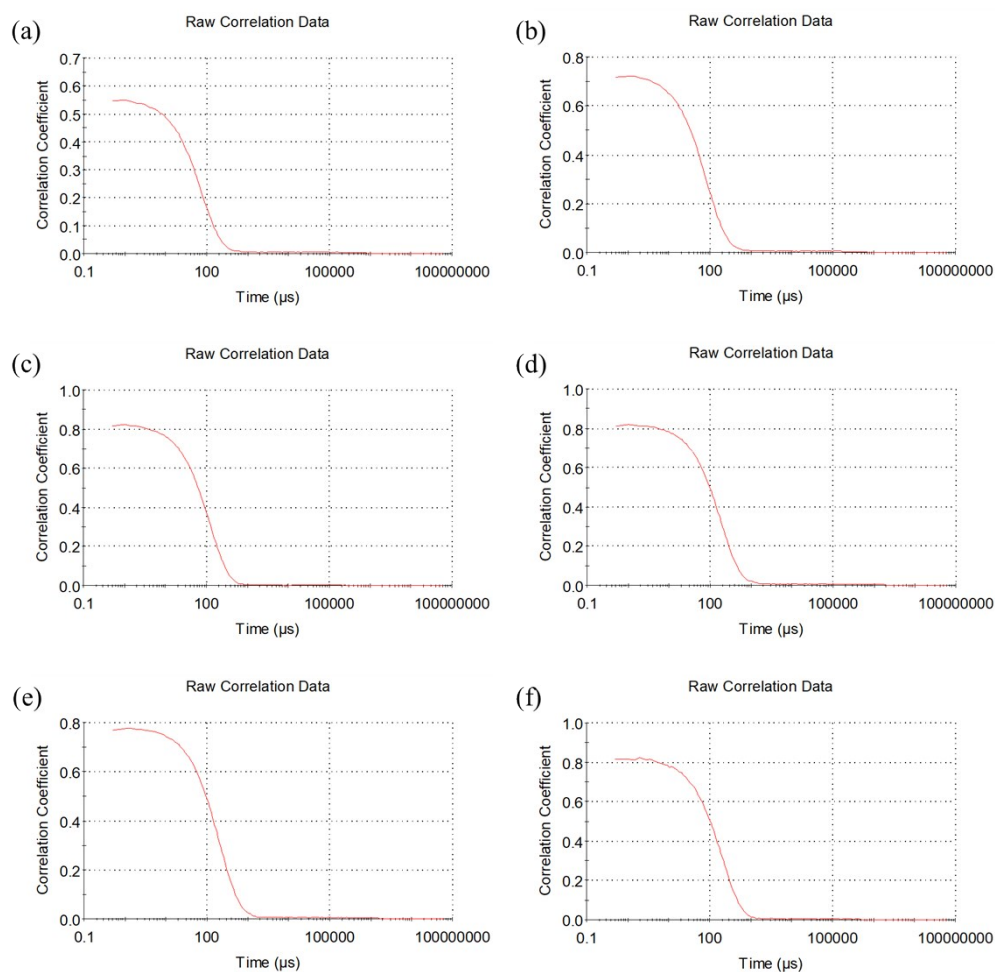 (a)
Raw Correlation Data
Correlation Coefficient
0.7
0.6
0.5
0.4
0.3
0.2
0.1
0.0
0.1 100 100000 100000000
Time (µs)
(b)
Raw Correlation Data
Correlation Coefficient
0.8
0.6
0.4
0.2
0.0
0.1 100 100000 100000000
Time (µs)
(c)
Raw Correlation Data
Correlation Coefficient
1.0
0.8
0.6
0.4
0.2
0.0
0.1 100 100000 100000000
Time (µs)
(d)
Raw Correlation Data
Correlation Coefficient
1.0
0.8
0.6
0.4
0.2
0.0
0.1 100 100000 100000000
Time (µs)
(e)
Raw Correlation Data
Correlation Coefficient
0.8
0.6
0.4
0.2
0.0
0.1 100 100000 100000000
Time (µs)
(f)
Raw Correlation Data
Correlation Coefficient
1.0
0.8
0.6
0.4
0.2
0.0
0.1 100 100000 100000000
Time (µs)